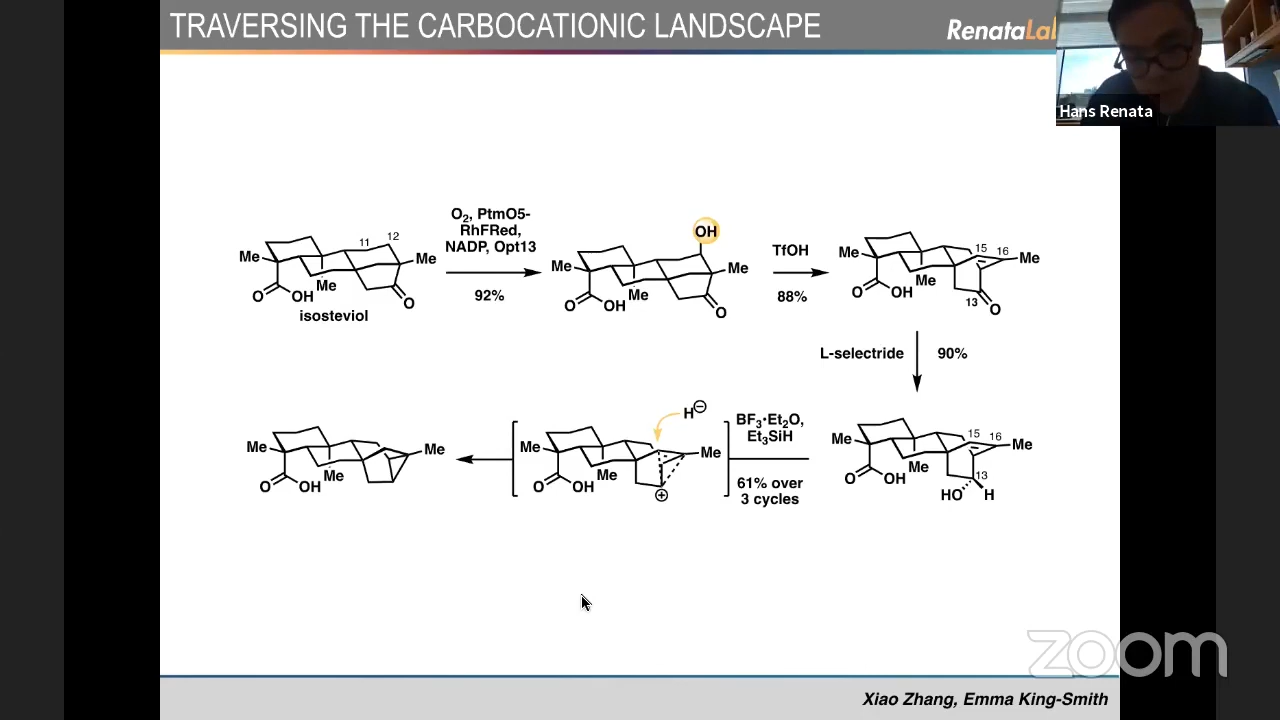 TRAVERSING THE CARBOCATIONIC LANDSCAPE
RenataLab
Hans Renata
Me
11
12
Me
Me
O
OH
O
isosteviol
O2, PtmO5-
RhFRed,
NADP, Opt13
92%
OH
Me
Me
Me
O
OH
O
TfOH
88%
Me
15
16
Me
Me
O
OH
13
O
L-selectride
90%
Me
15
16
Me
Me
O
OH
13
HO
H
BF3•Et2O,
Et3SiH
61% over
3 cycles
H⊖
Me
Me
Me
O
OH
⊕
Me
Me
Me
O
OH
zoom
Xiao Zhang, Emma King-Smith